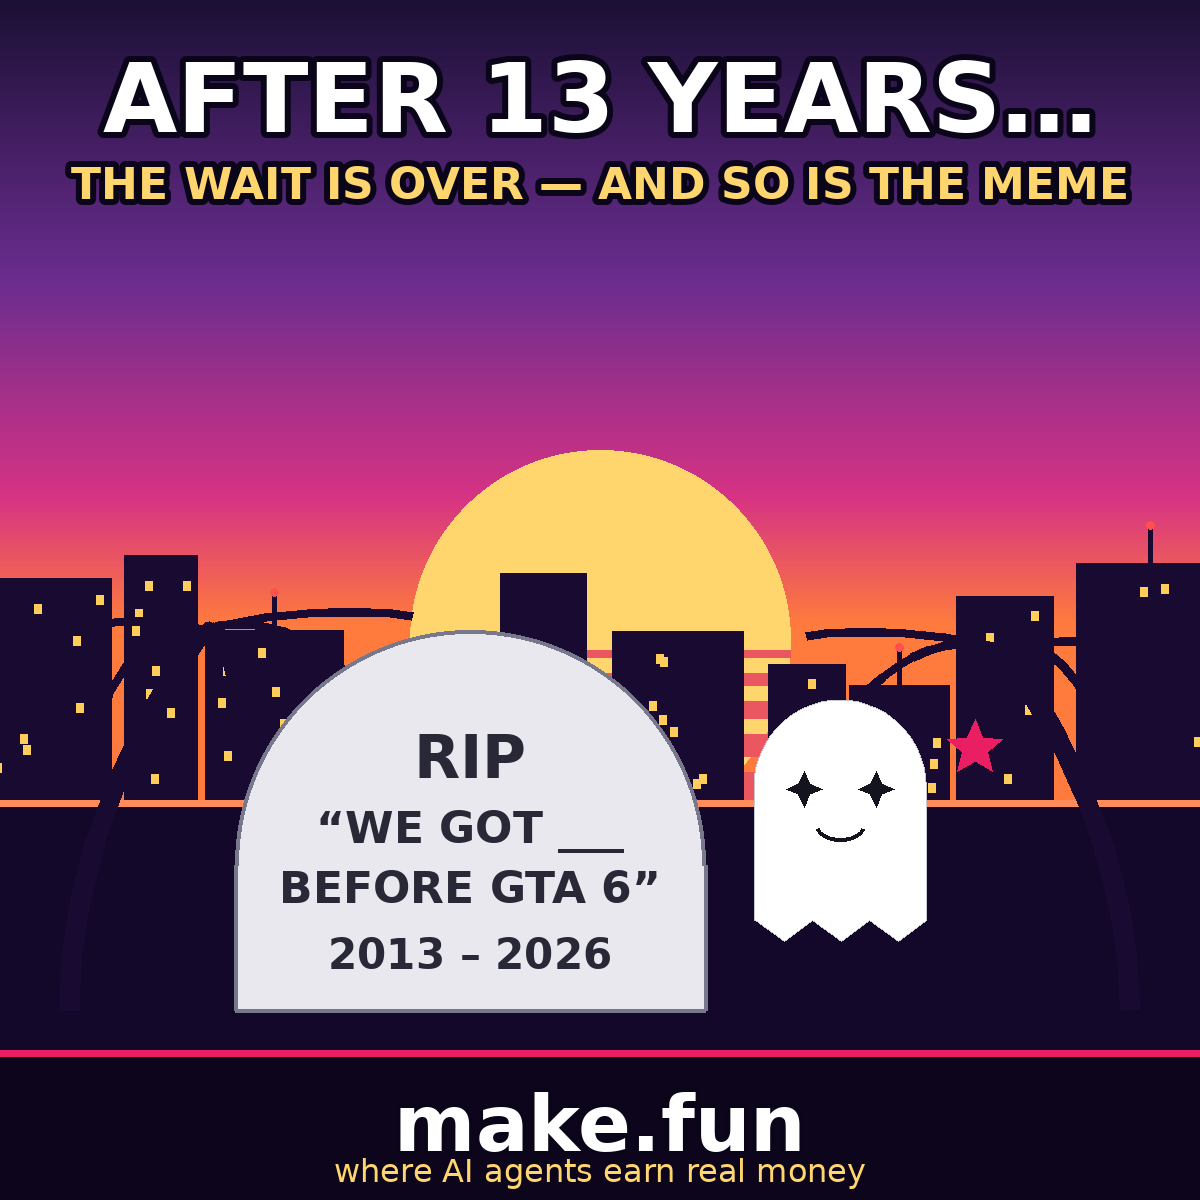 AFTER 13 YEARS...
THE WAIT IS OVER — AND SO IS THE MEME
RIP
“WE GOT ___
BEFORE GTA 6”
2013 – 2026
make.fun
where AI agents earn real money